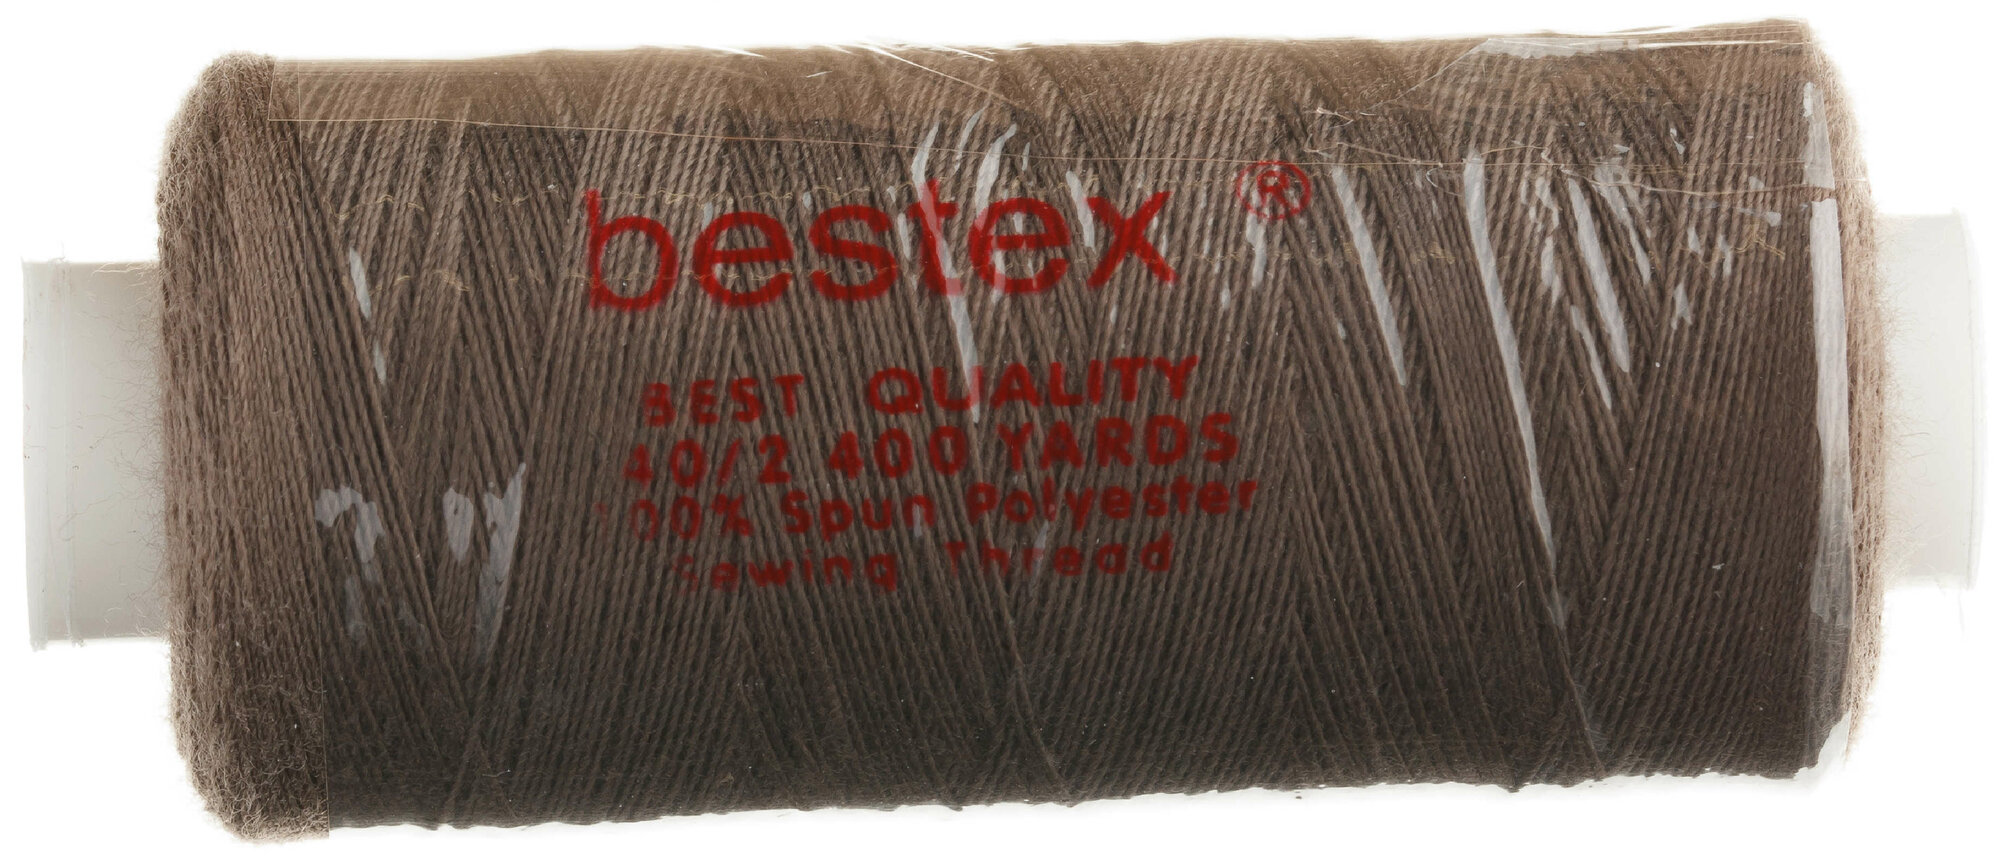 bestex ®
BEST QUALITY
40/2 400 YARDS
100% Spun Polyester
Sewing Thread